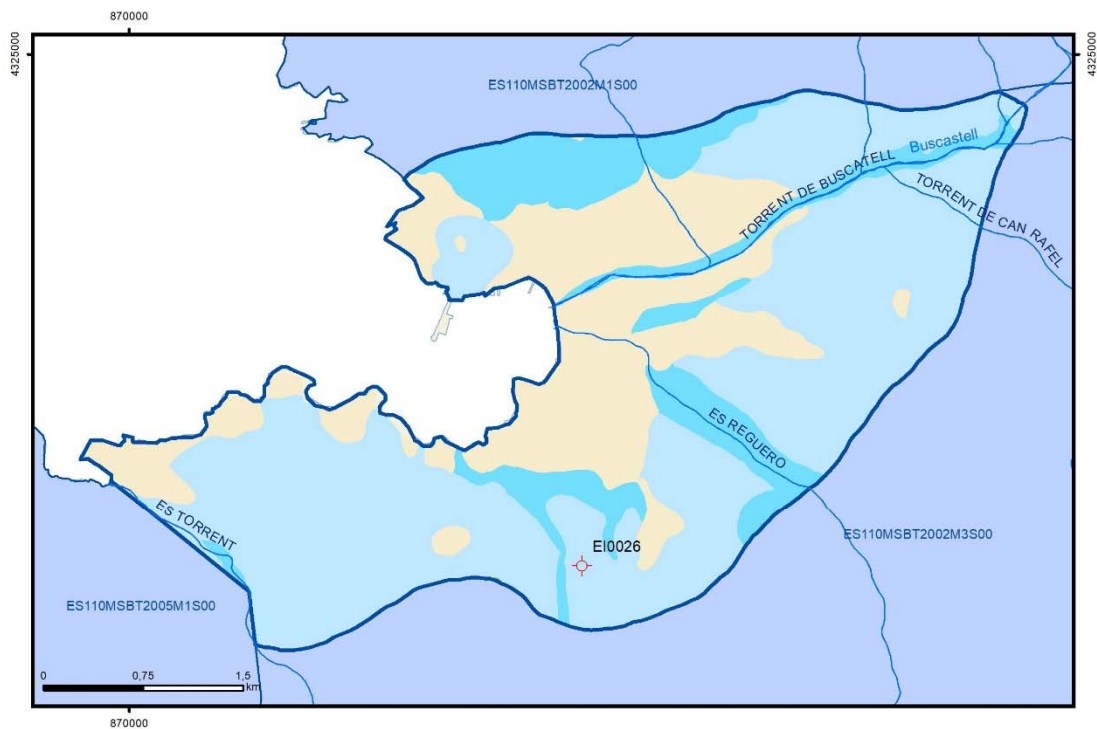 870000
4325000
4325000
ES110MSBT2002M1S00
TORRENT DE BUSCATELL
Buscastell
TORRENT DE CAN RAFEL
ES REGUERO
ES TORRENT
EI0026
ES110MSBT2002M3S00
ES110MSBT2005M1S00
0 0,75 1,5
km
870000